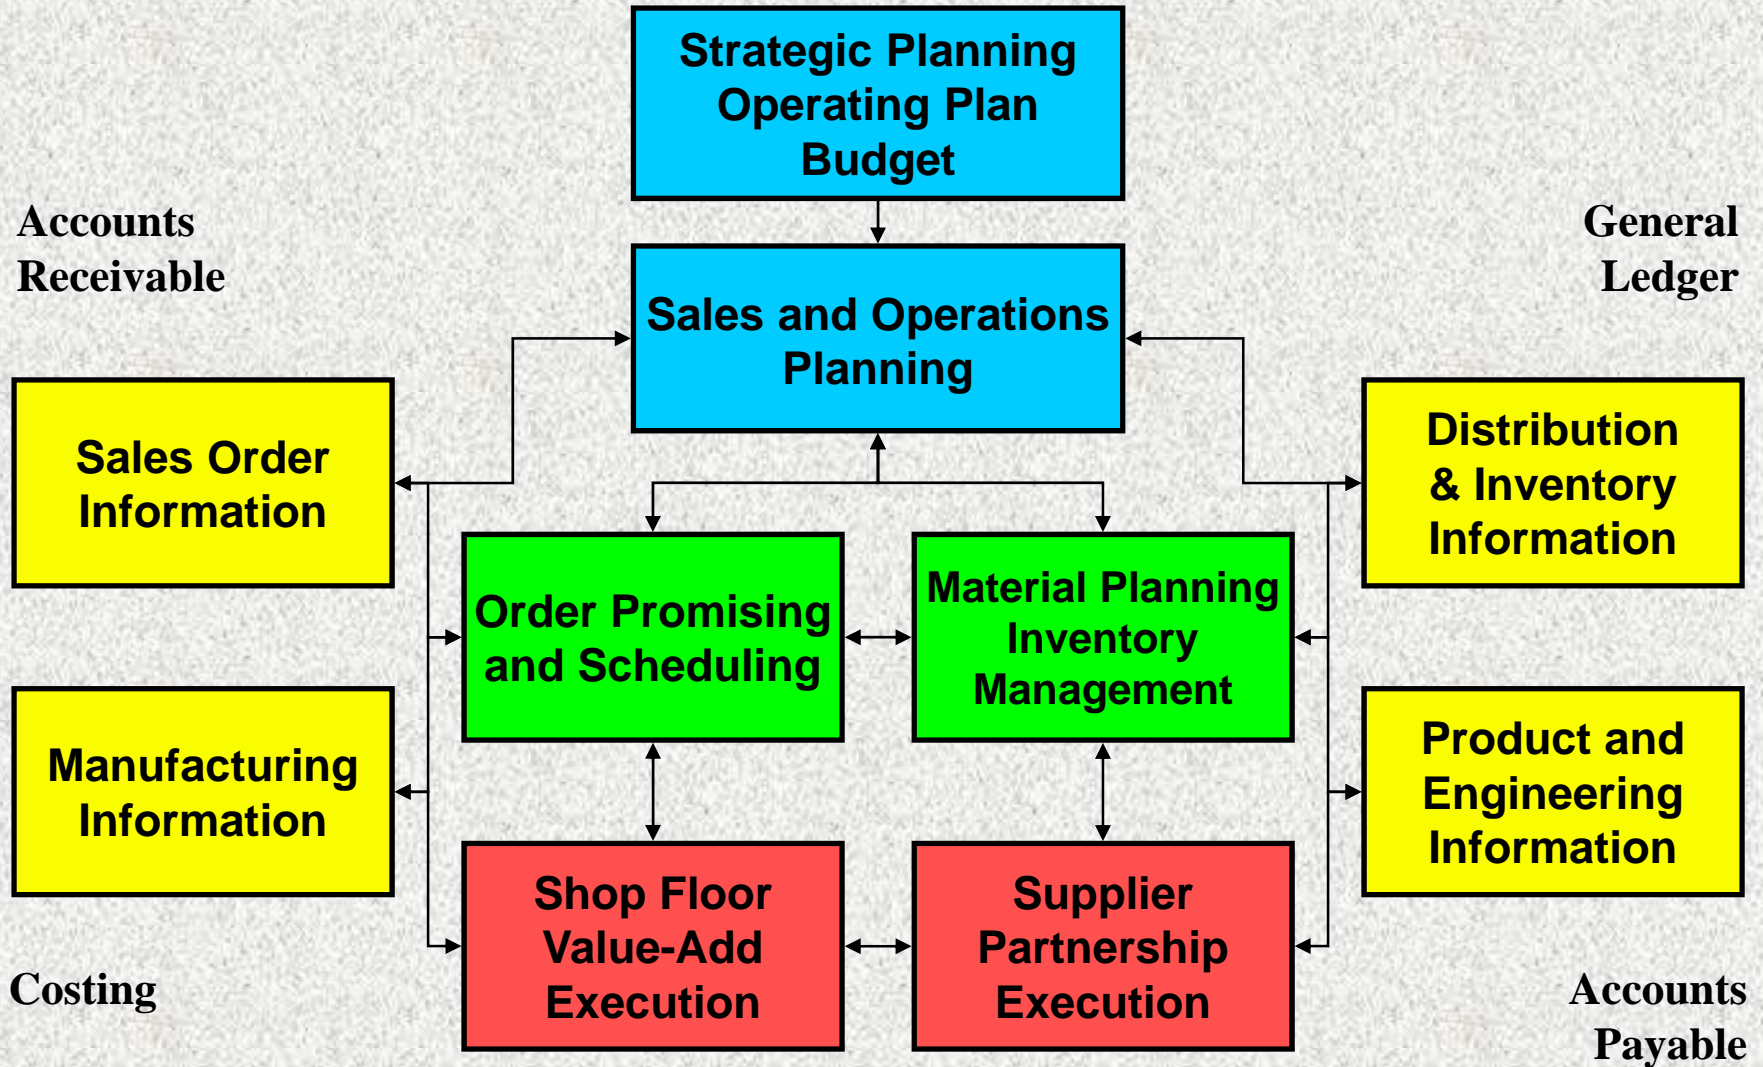 Strategic Planning
Operating Plan
Budget
Accounts
Receivable
General
Ledger
Sales and Operations
Planning
Sales Order
Information
Distribution
& Inventory
Information
Order Promising
and Scheduling
Material Planning
Inventory
Management
Manufacturing
Information
Product and
Engineering
Information
Shop Floor
Value-Add
Execution
Supplier
Partnership
Execution
Costing
Accounts
Payable